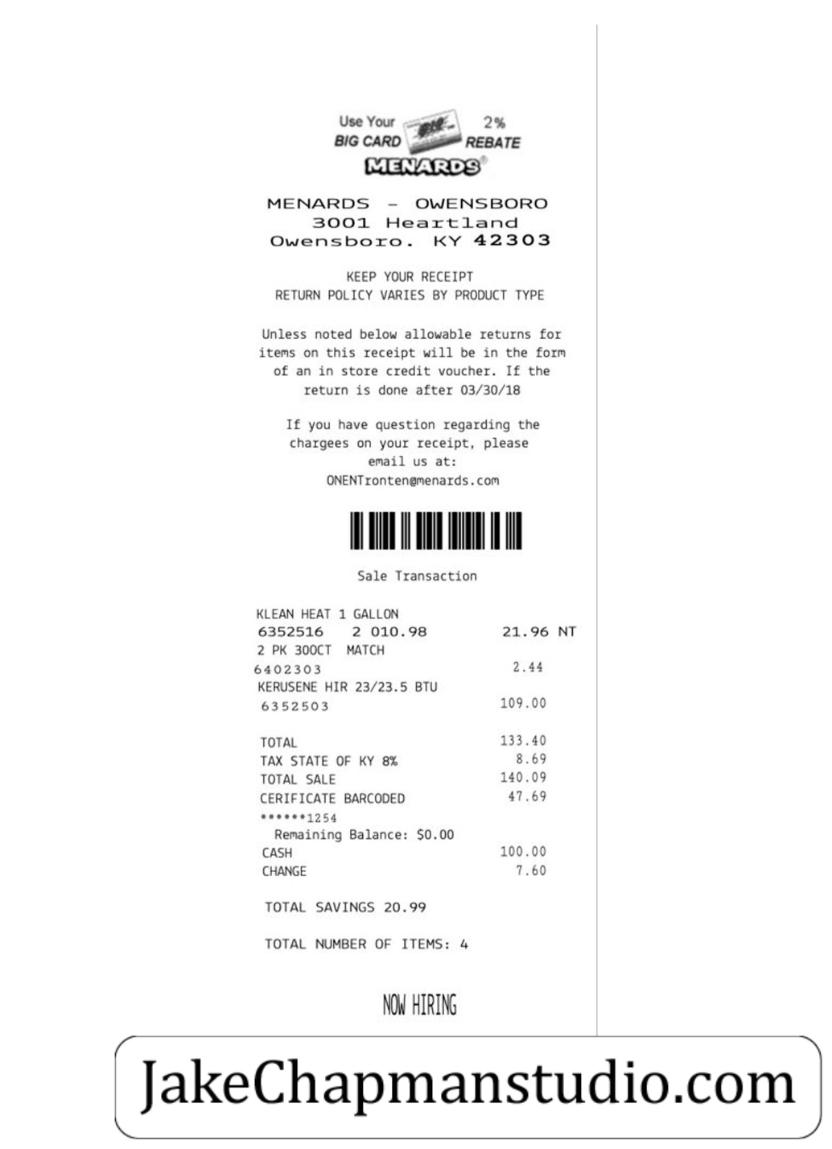 Use Your 2%
BIG CARD BIG REBATE
MENARDS®
MENARDS – OWENSBORO
3001 Heartland
Owensboro. KY 42303
KEEP YOUR RECEIPT
RETURN POLICY VARIES BY PRODUCT TYPE
Unless noted below allowable returns for
items on this receipt will be in the form
of an in store credit voucher. If the
return is done after 03/30/18
If you have question regarding the
chargees on your receipt, please
email us at:
ONENTronten@menards.com
Sale Transaction
KLEAN HEAT 1 GALLON
6352516 2 010.98 21.96 NT
2 PK 300CT MATCH
6402303 2.44
KERUSENE HIR 23/23.5 BTU
6352503 109.00
TOTAL 133.40
TAX STATE OF KY 8% 8.69
TOTAL SALE 140.09
CERIFICATE BARCODED 47.69
******1254
Remaining Balance: $0.00
CASH 100.00
CHANGE 7.60
TOTAL SAVINGS 20.99
TOTAL NUMBER OF ITEMS: 4
NOW HIRING
JakeChapmanstudio.com